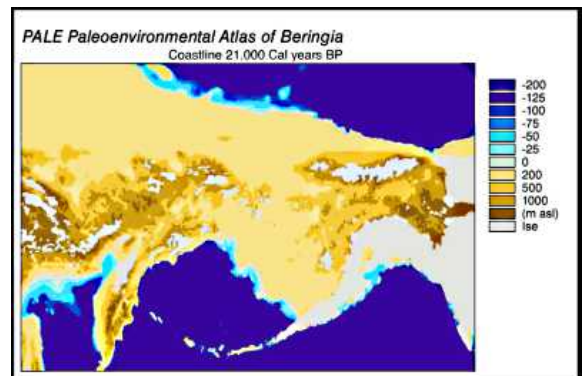 PALE Paleoenvironmental Atlas of Beringia
Coastline 21.000 Cal years BP
-200
-125
-100
-75
-50
-25
0
200
500
1000
(m asl)
Ise